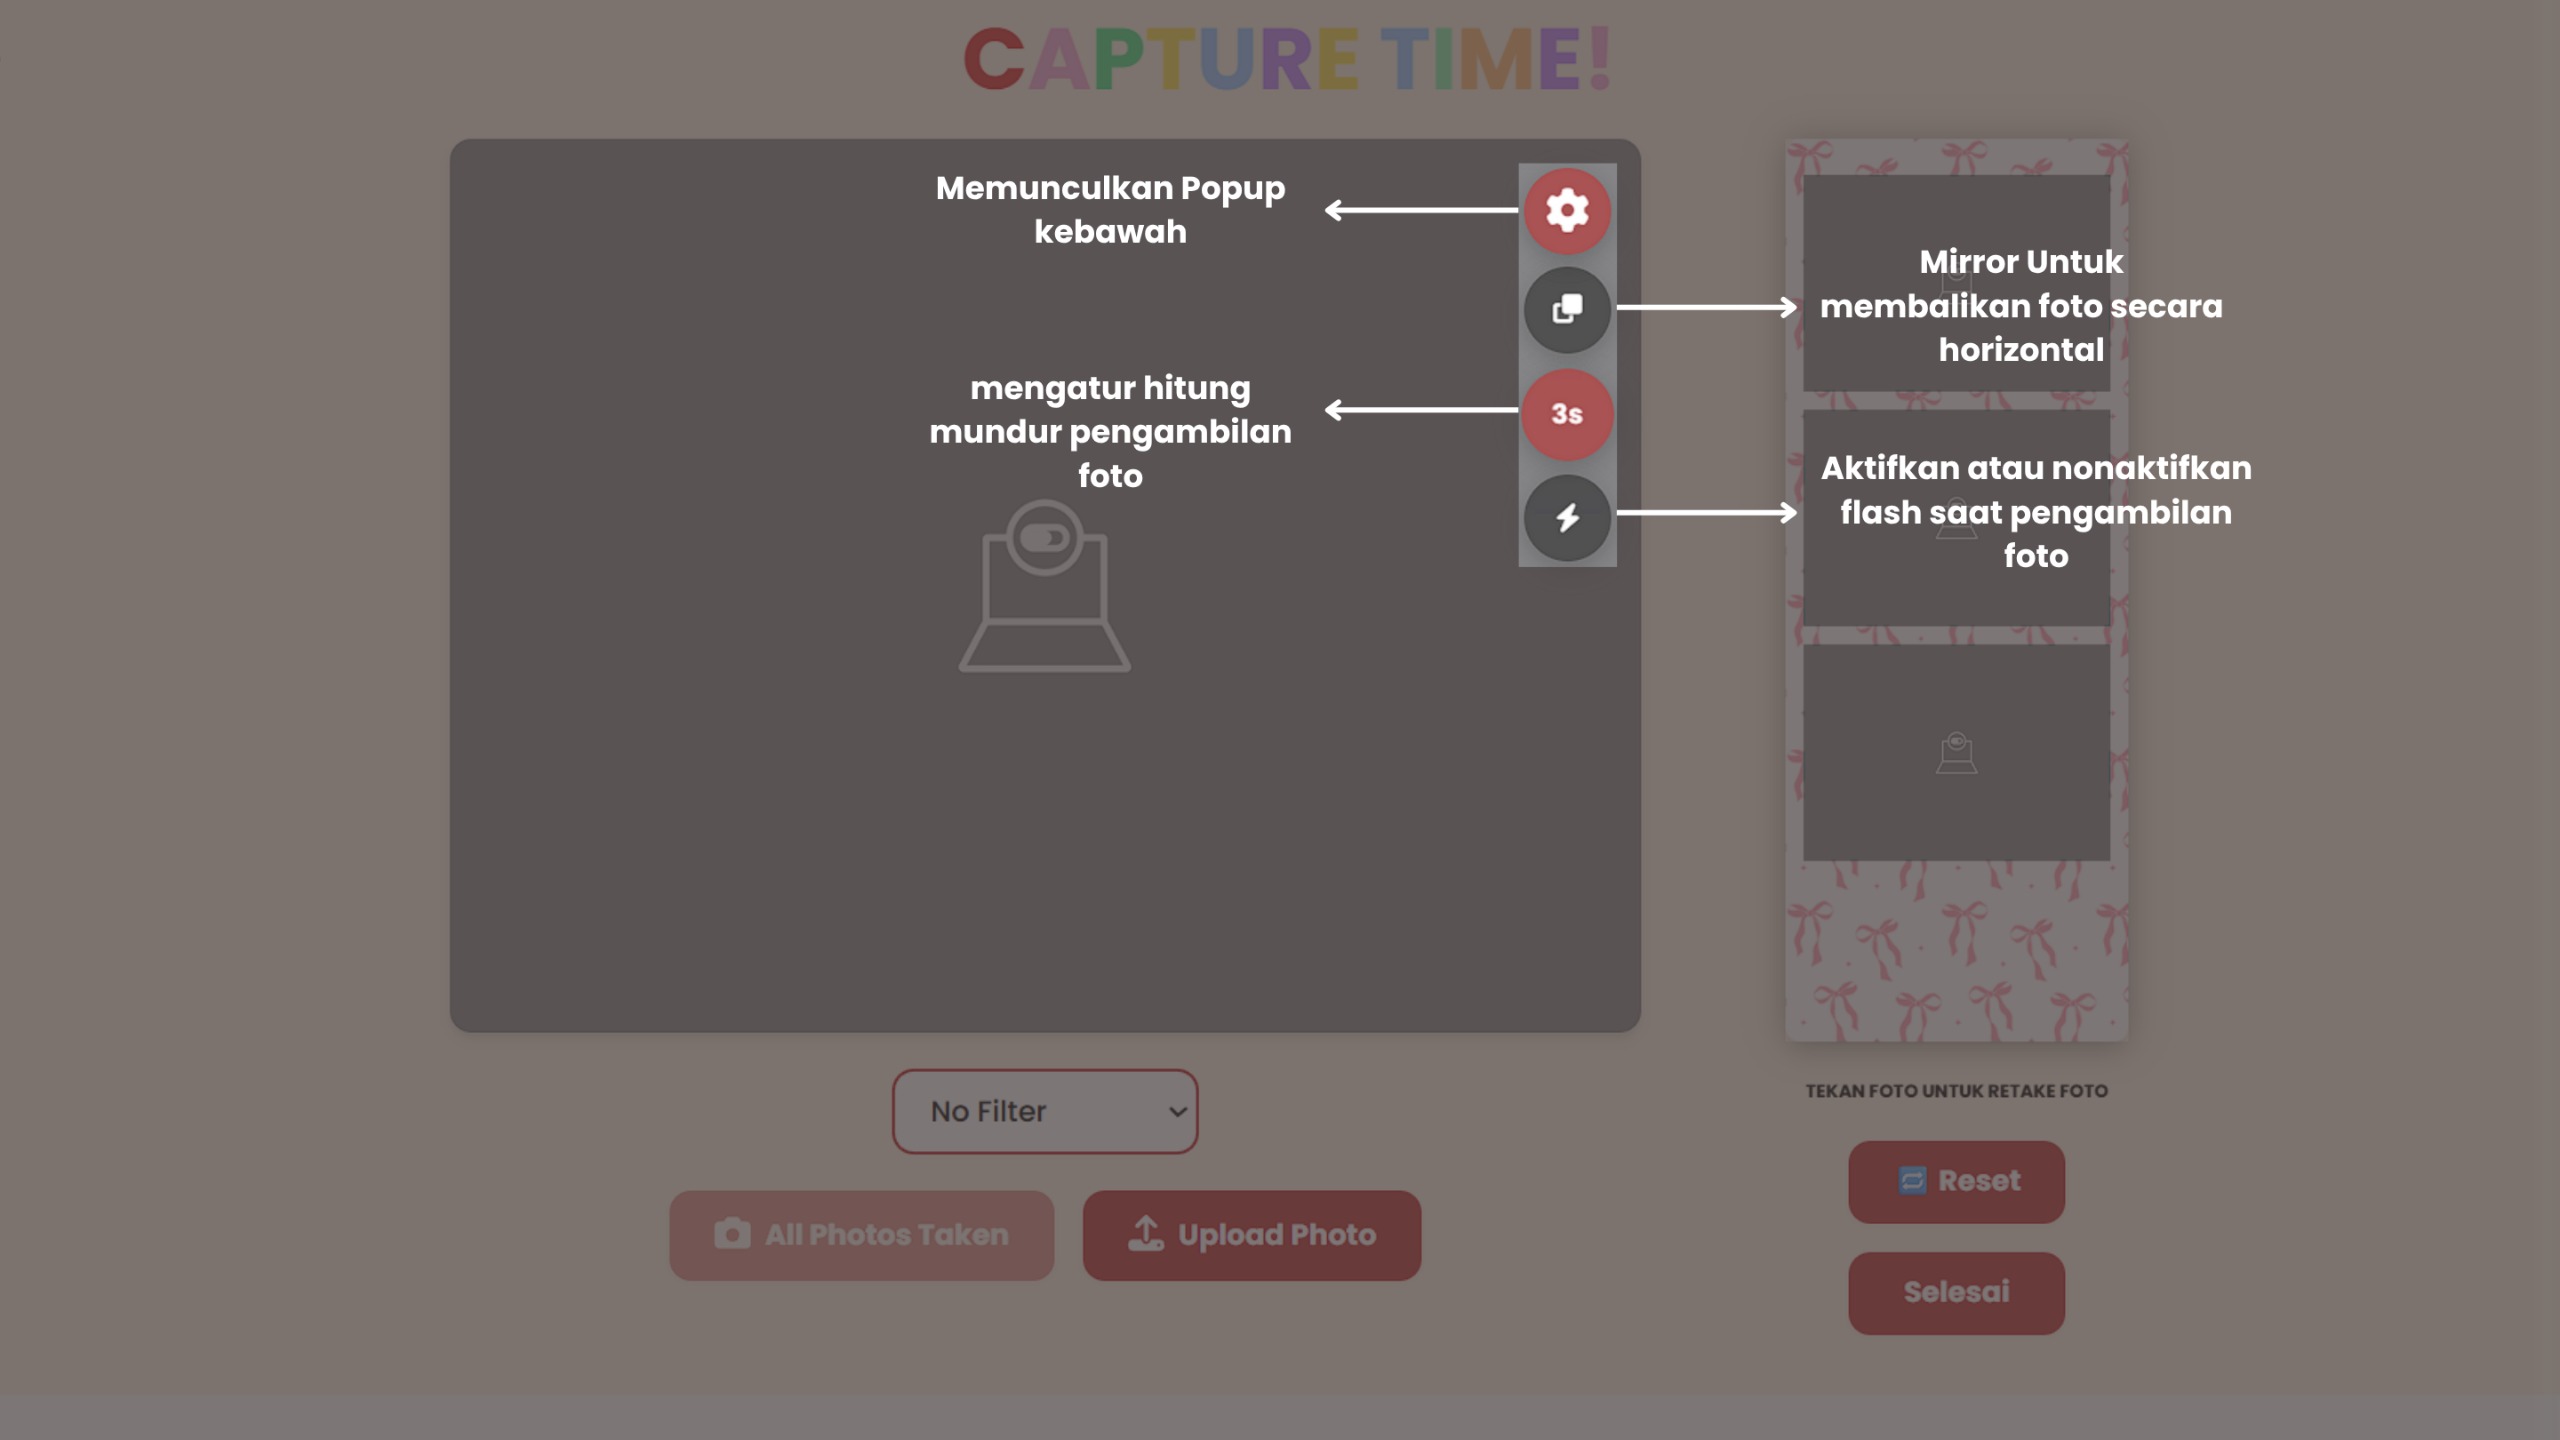 CAPTURE TIME!
Memunculkan Popup
kebawah
Mirror Untuk
membalikan foto secara
horizontal
mengatur hitung
mundur pengambilan
foto
3s
Aktifkan atau nonaktifkan
flash saat pengambilan
foto
No Filter
All Photos Taken
Upload Photo
TEKAN FOTO UNTUK RETAKE FOTO
Reset
Selesai